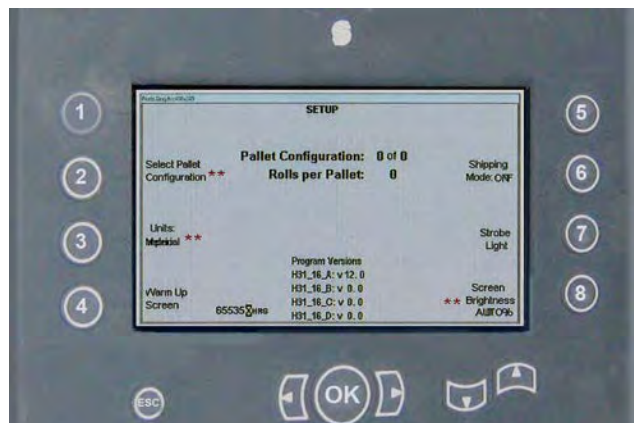 SETUP
1
5
Pallet Configuration: 0 of 0
Rolls per Pallet: 0
Select Pallet
Configuration **
Shipping
Mode:
2
6
Units:
**
3
Strobe
Light
7
Program Versions
H31_16_A: v 12. 0
H31_16_B: v 0. 0
H31_16_C: v 0. 0
H31_16_D: v 0. 0
Warm Up
Screen
65535 HRS
4
Screen
** Brightness
8
ESC
OK